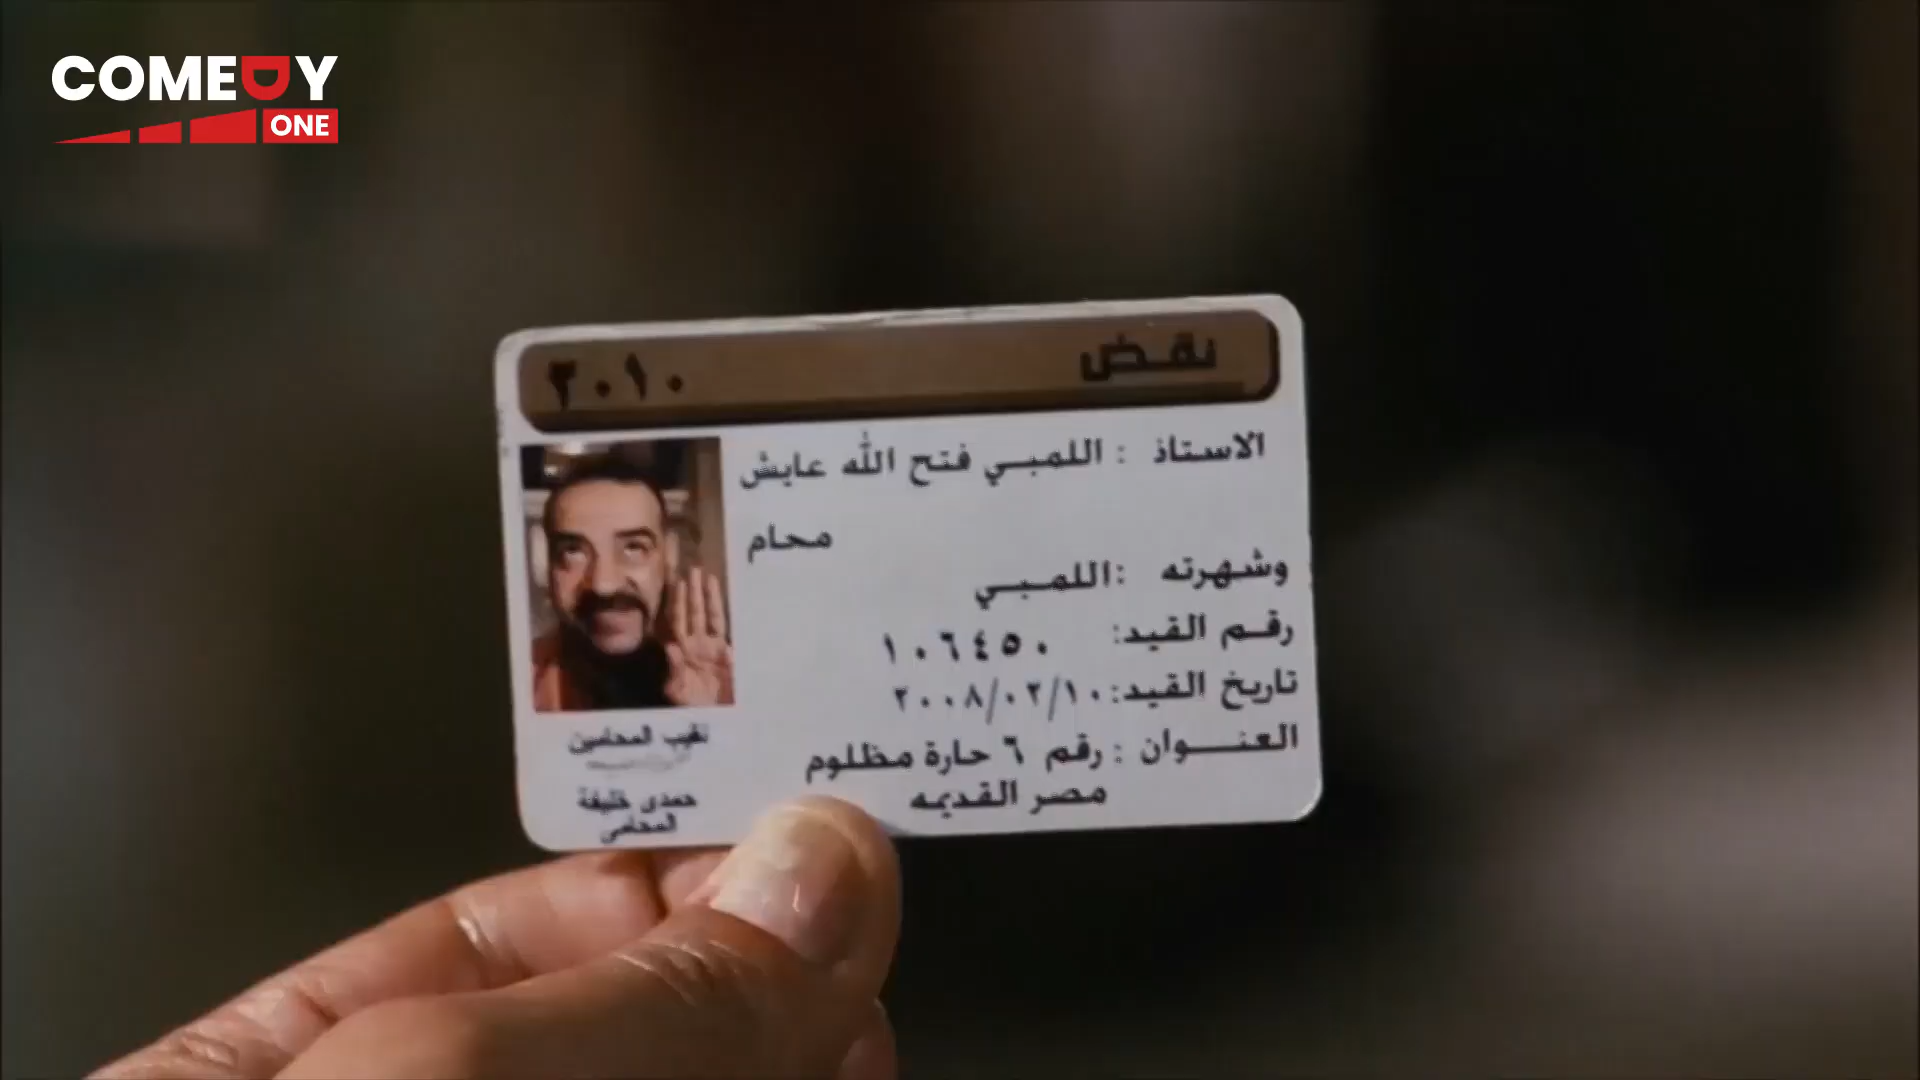 COMEDY
ONE
نقض ٢٠١٠
الاستاذ : اللمبي فتح الله عايش
محام
وشهرته : اللمبي
رقم القيد: ١٠٦٤٥٠
تاريخ القيد: ٢٠٠٨/٠٢/١٠
العنوان : رقم ٦ حارة مظلوم
مصر القديمه
نقيب المحامين
حمدى خليفة
المحامى